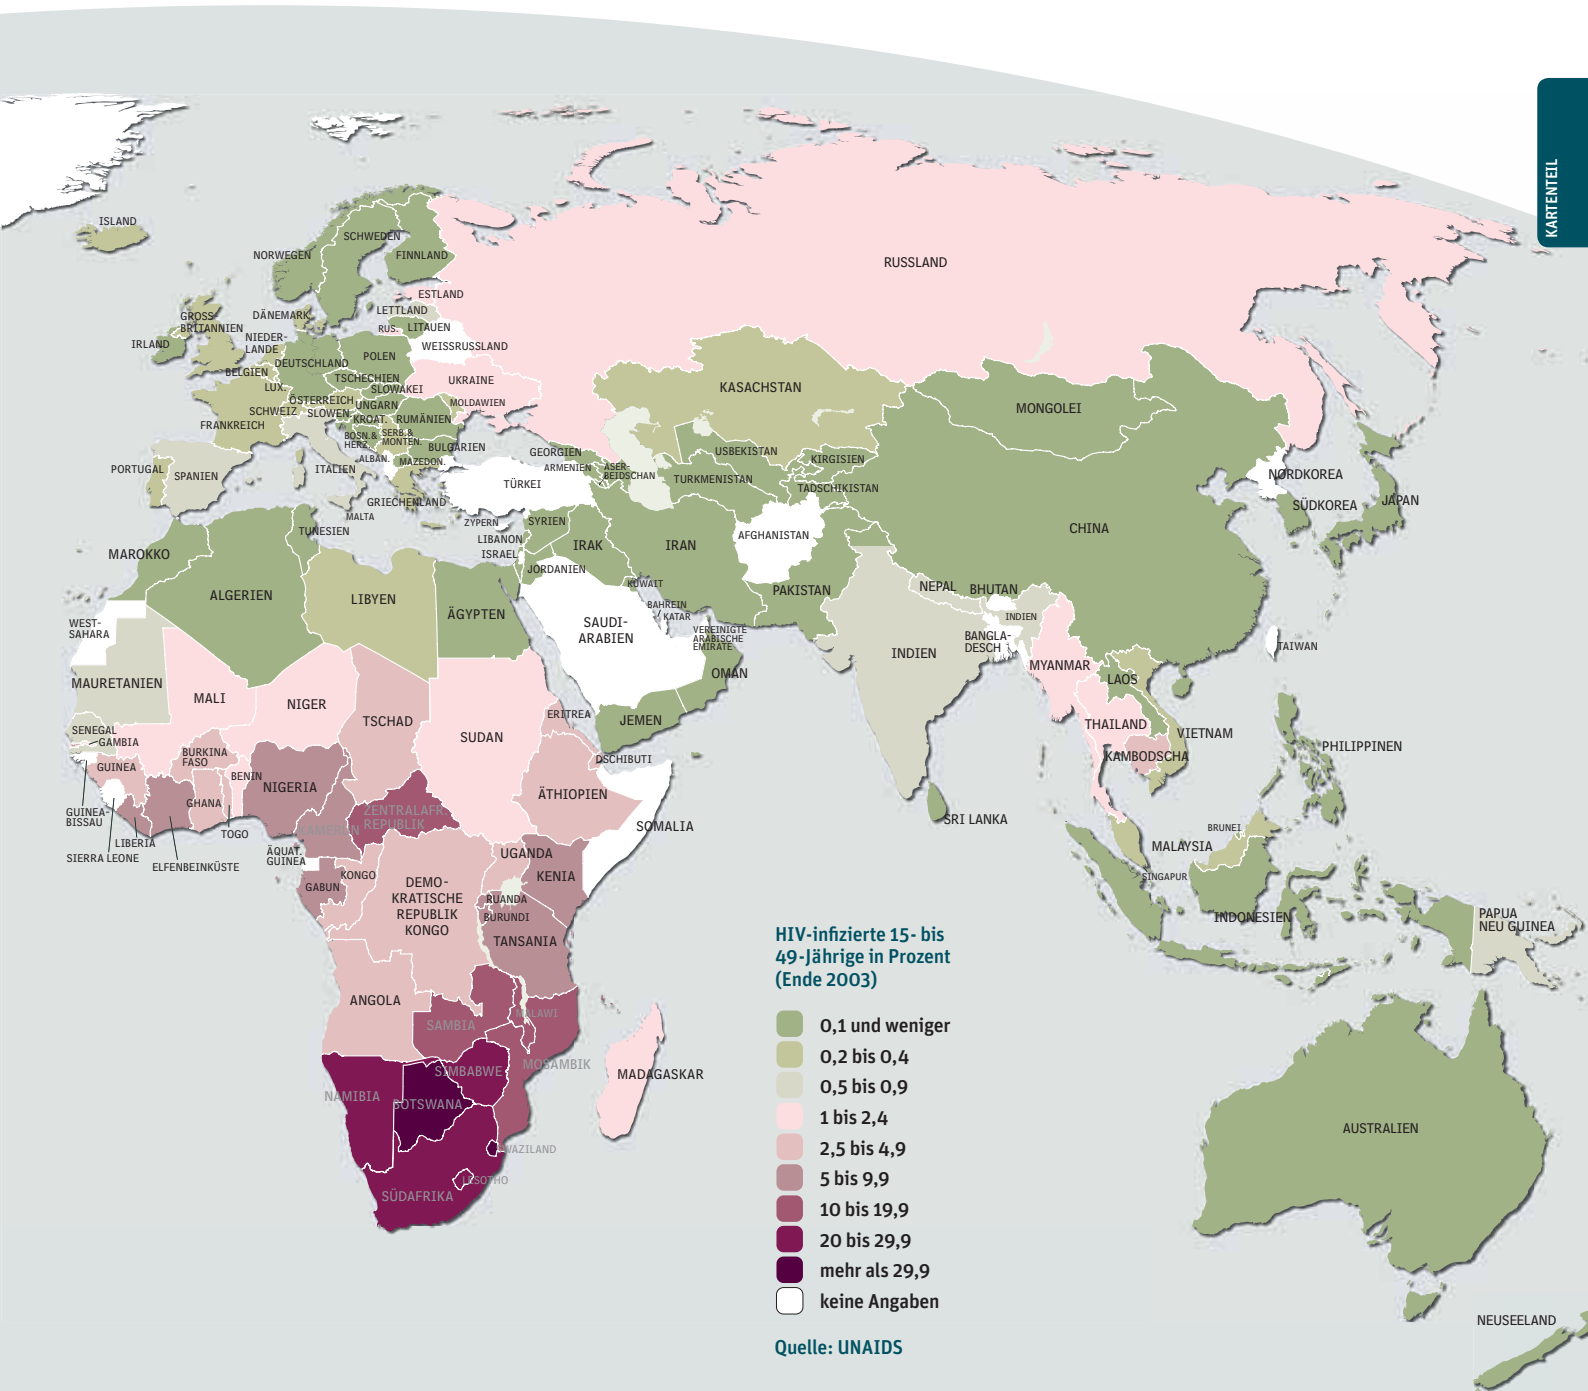 KARTENTEIL
ISLAND
NORWEGEN
SCHWEDEN
FINNLAND
RUSSLAND
ESTLAND
LETTLAND
RUS.
LITAUEN
WEISSRUSSLAND
GROSS-
BRITANNIEN
IRLAND
DÄNEMARK
NIEDER-
LANDE
BELGIEN
LUX.
DEUTSCHLAND
POLEN
TSCHECHIEN
SLOWAKEI
UKRAINE
MOLDAWIEN
ÖSTERREICH
UNGARN
SCHWEIZ
SLOWEN.
KROAT.
RUMÄNIEN
FRANKREICH
BOSN.&
HERZ.
SERB.&
MONTEN.
BULGARIEN
ALBAN.
MAZEDON.
PORTUGAL
SPANIEN
ITALIEN
GRIECHENLAND
MALTA
TÜRKEI
ZYPERN
GEORGIEN
ARMENIEN
ASER-
BEIDSCHAN
KASACHSTAN
USBEKISTAN
TURKMENISTAN
KIRGISIEN
TADSCHIKISTAN
MONGOLEI
CHINA
NORDKOREA
SÜDKOREA
JAPAN
SYRIEN
LIBANON
ISRAEL
JORDANIEN
IRAK
IRAN
KUWAIT
AFGHANISTAN
PAKISTAN
BAHREIN
KATAR
VEREINIGTE
ARABISCHE
EMIRATE
SAUDI-
ARABIEN
OMAN
JEMEN
NEPAL
BHUTAN
INDIEN
BANGLA-
DESCH
INDIEN
MYANMAR
LAOS
THAILAND
VIETNAM
KAMBODSCHA
TAIWAN
PHILIPPINEN
SRI LANKA
BRUNEI
MALAYSIA
SINGAPUR
INDONESIEN
PAPUA
NEU GUINEA
AUSTRALIEN
NEUSEELAND
MAROKKO
TUNESIEN
ALGERIEN
LIBYEN
ÄGYPTEN
WEST-
SAHARA
MAURETANIEN
MALI
NIGER
TSCHAD
SUDAN
ERITREA
DSCHIBUTI
ÄTHIOPIEN
SOMALIA
SENEGAL
GAMBIA
GUINEA
GUINEA-
BISSAU
SIERRA LEONE
LIBERIA
ELFENBEINKÜSTE
BURKINA
FASO
GHANA
TOGO
BENIN
NIGERIA
KAMERUN
ZENTRALAFR.
REPUBLIK
ÄQUAT.
GUINEA
GABUN
KONGO
DEMO-
KRATISCHE
REPUBLIK
KONGO
UGANDA
KENIA
RUANDA
BURUNDI
TANSANIA
ANGOLA
SAMBIA
MALAWI
MOSAMBIK
SIMBABWE
NAMIBIA
BOTSWANA
SWAZILAND
LESOTHO
SÜDAFRIKA
MADAGASKAR
HIV-infizierte 15- bis
49-Jährige in Prozent
(Ende 2003)
0,1 und weniger
0,2 bis 0,4
0,5 bis 0,9
1 bis 2,4
2,5 bis 4,9
5 bis 9,9
10 bis 19,9
20 bis 29,9
mehr als 29,9
keine Angaben
Quelle: UNAIDS